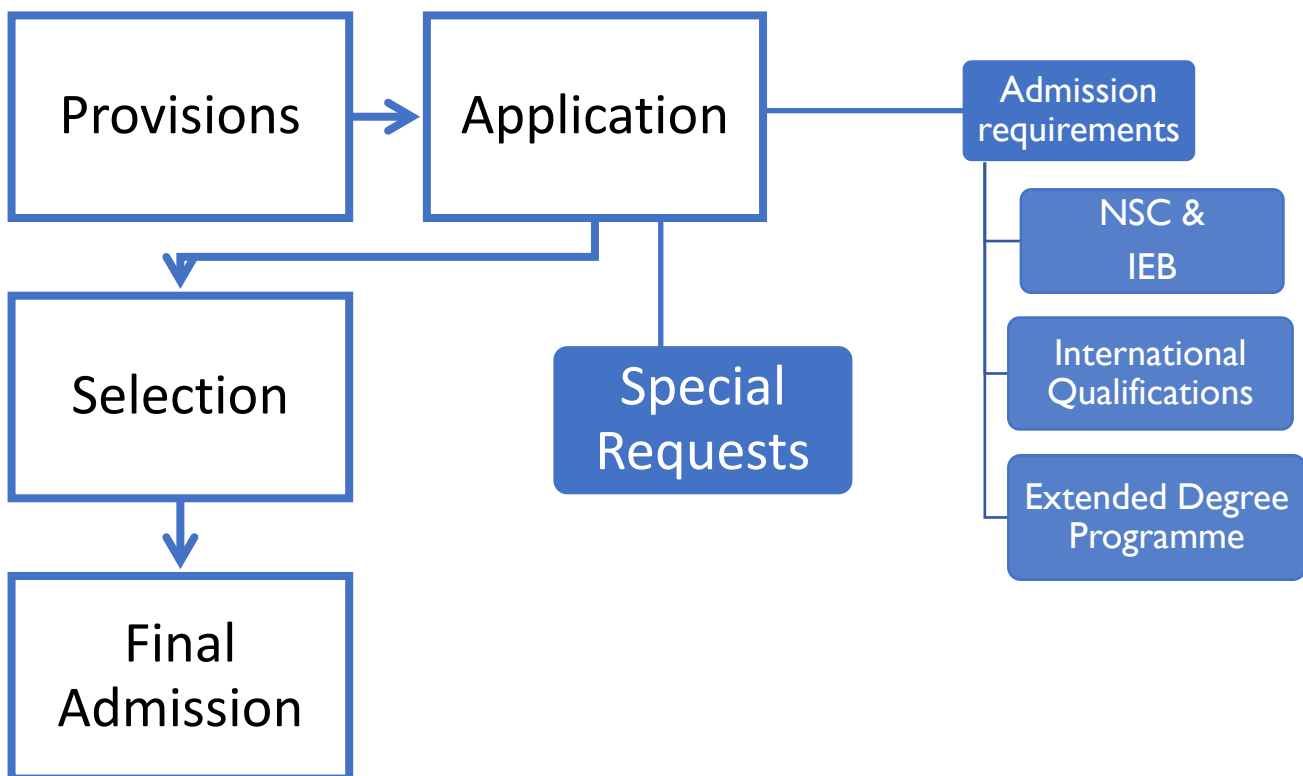 Provisions
Application
Admission
requirements
NSC &
IEB
International
Qualifications
Extended Degree
Programme
Special
Requests
Selection
Final
Admission